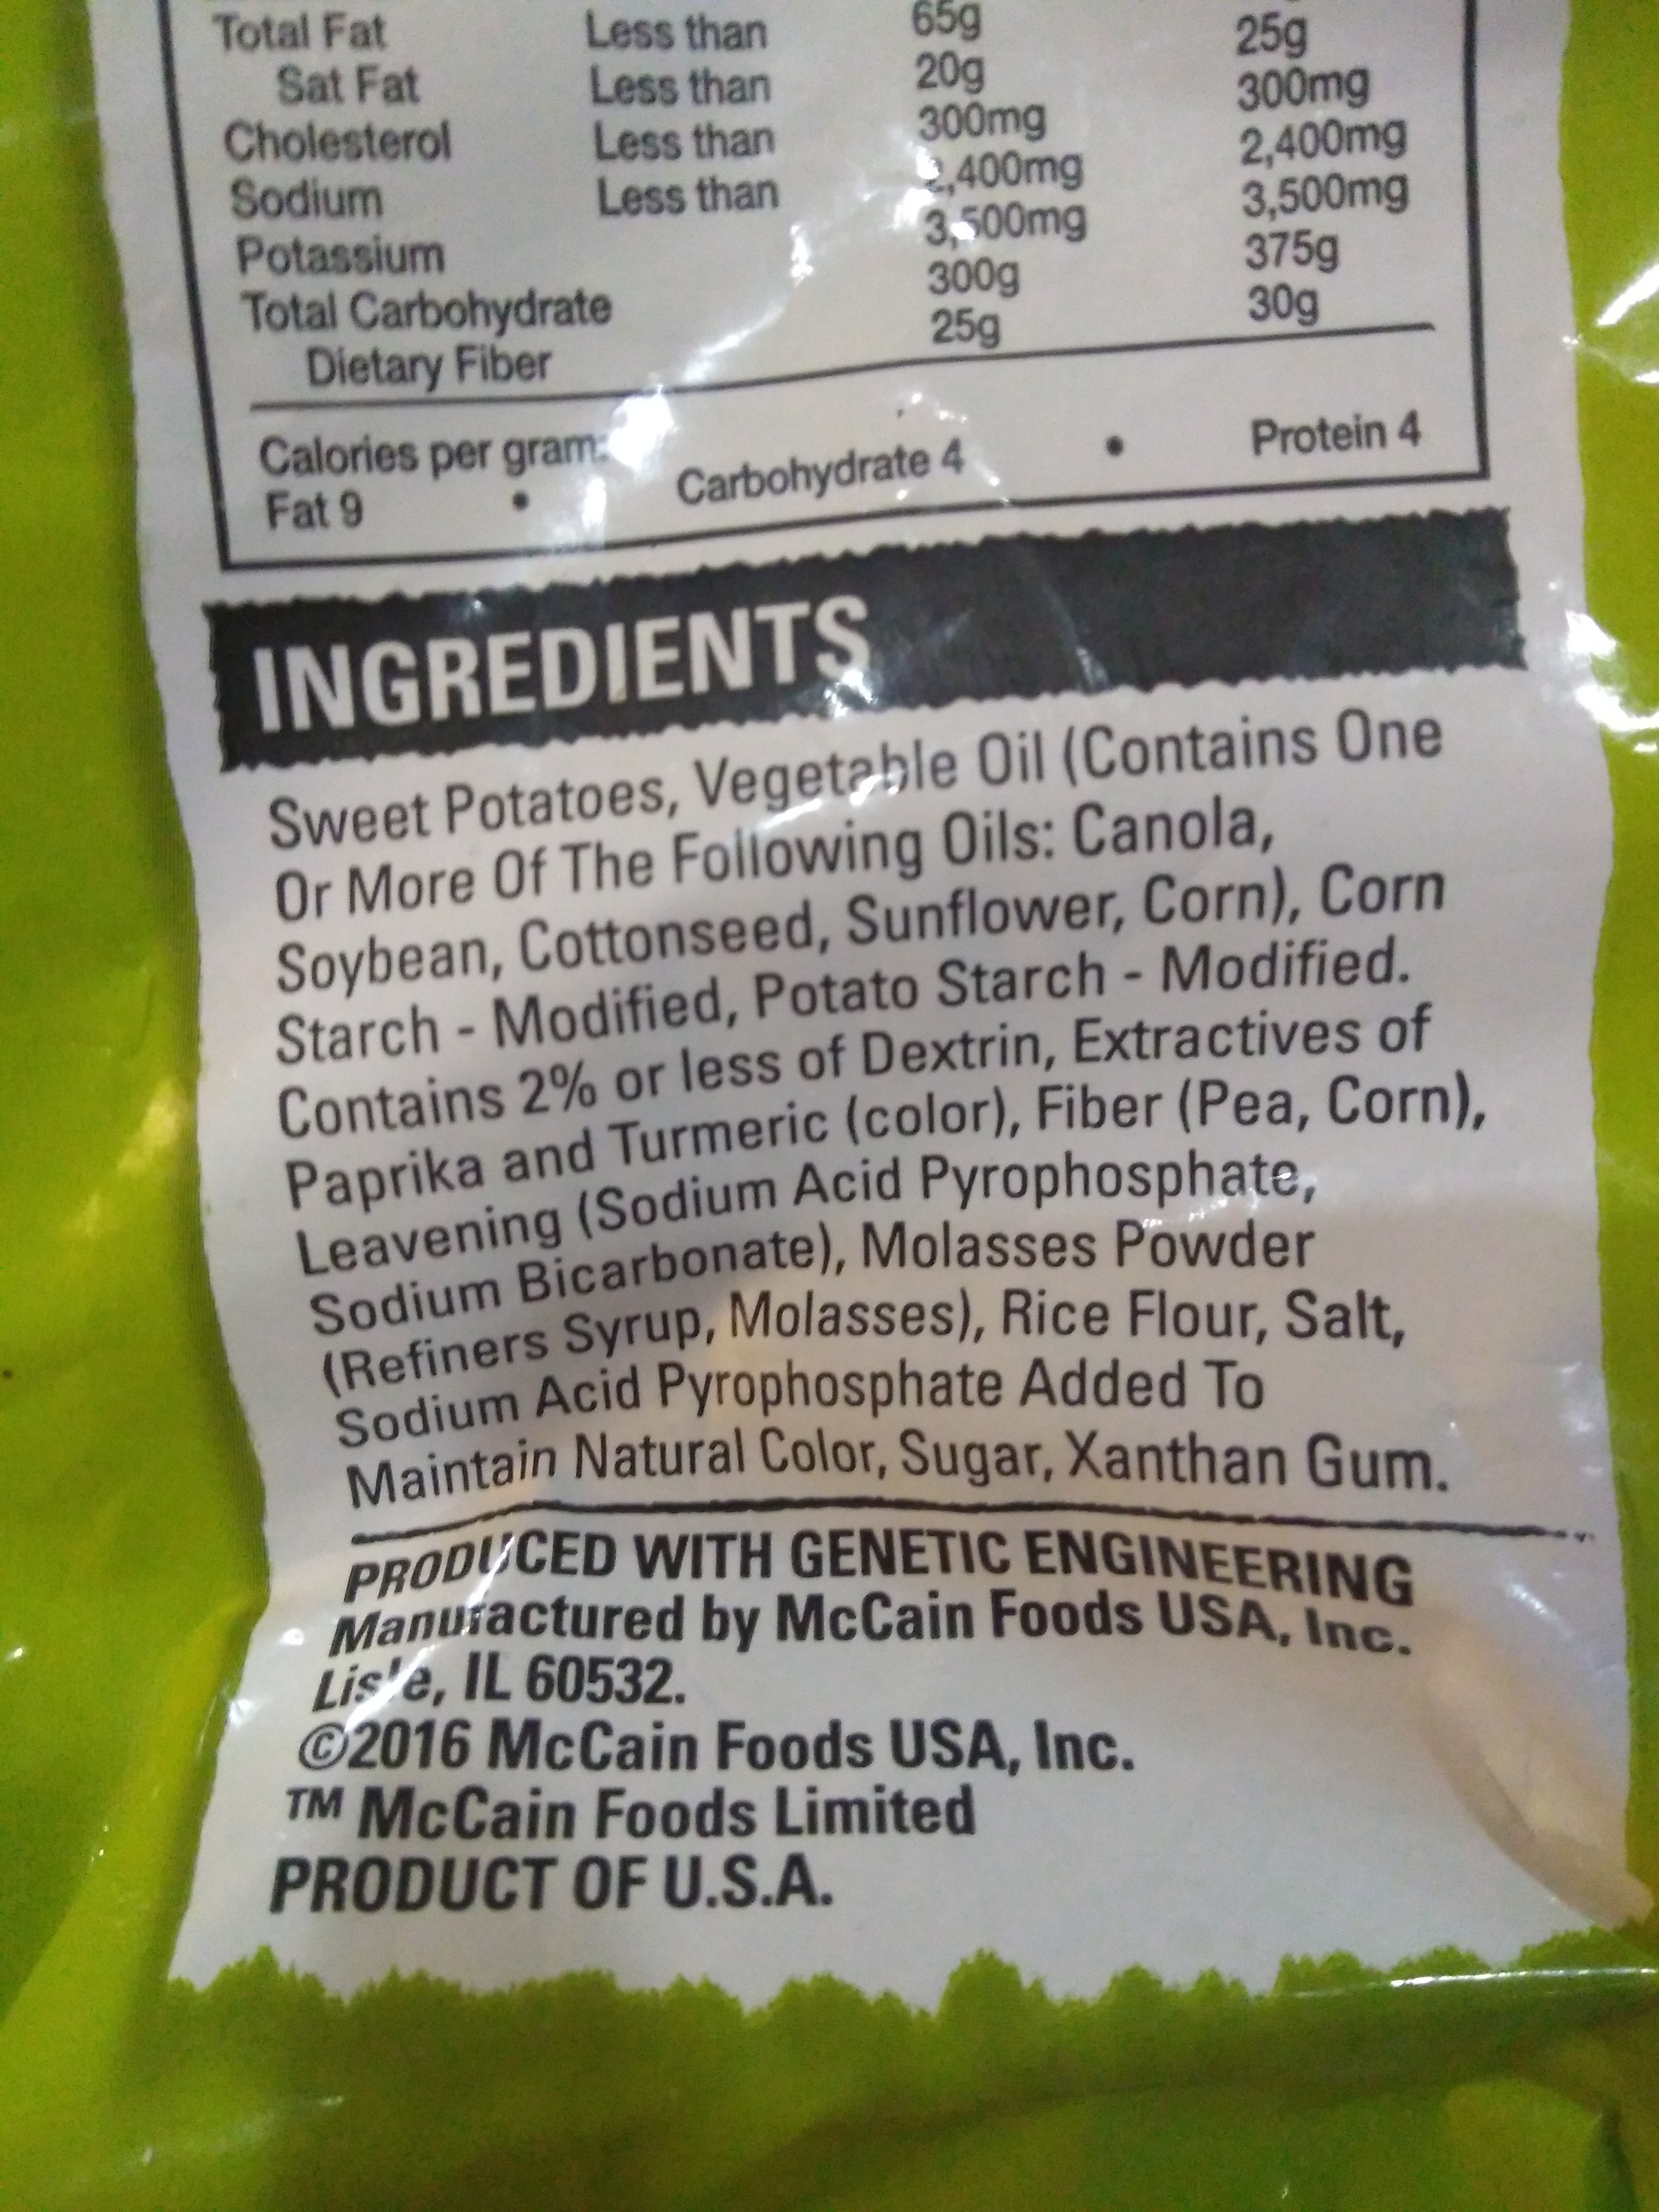 Total Fat Less than 65g
Sat Fat Less than 20g 25g
Cholesterol Less than 300mg 300mg
Sodium Less than 2,400mg 2,400mg
Potassium 3,500mg 3,500mg
Total Carbohydrate 300g 375g
Dietary Fiber 25g 30g
Calories per gram:
Fat 9 • Carbohydrate 4 • Protein 4
INGREDIENTS
Sweet Potatoes, Vegetable Oil (Contains One
Or More Of The Following Oils: Canola,
Soybean, Cottonseed, Sunflower, Corn), Corn
Starch - Modified, Potato Starch - Modified.
Contains 2% or less of Dextrin, Extractives of
Paprika and Turmeric (color), Fiber (Pea, Corn),
Leavening (Sodium Acid Pyrophosphate,
Sodium Bicarbonate), Molasses Powder
(Refiners Syrup, Molasses), Rice Flour, Salt,
Sodium Acid Pyrophosphate Added To
Maintain Natural Color, Sugar, Xanthan Gum.
PRODUCED WITH GENETIC ENGINEERING
Manufactured by McCain Foods USA, Inc.
Lisle, IL 60532.
©2016 McCain Foods USA, Inc.
™ McCain Foods Limited
PRODUCT OF U.S.A.